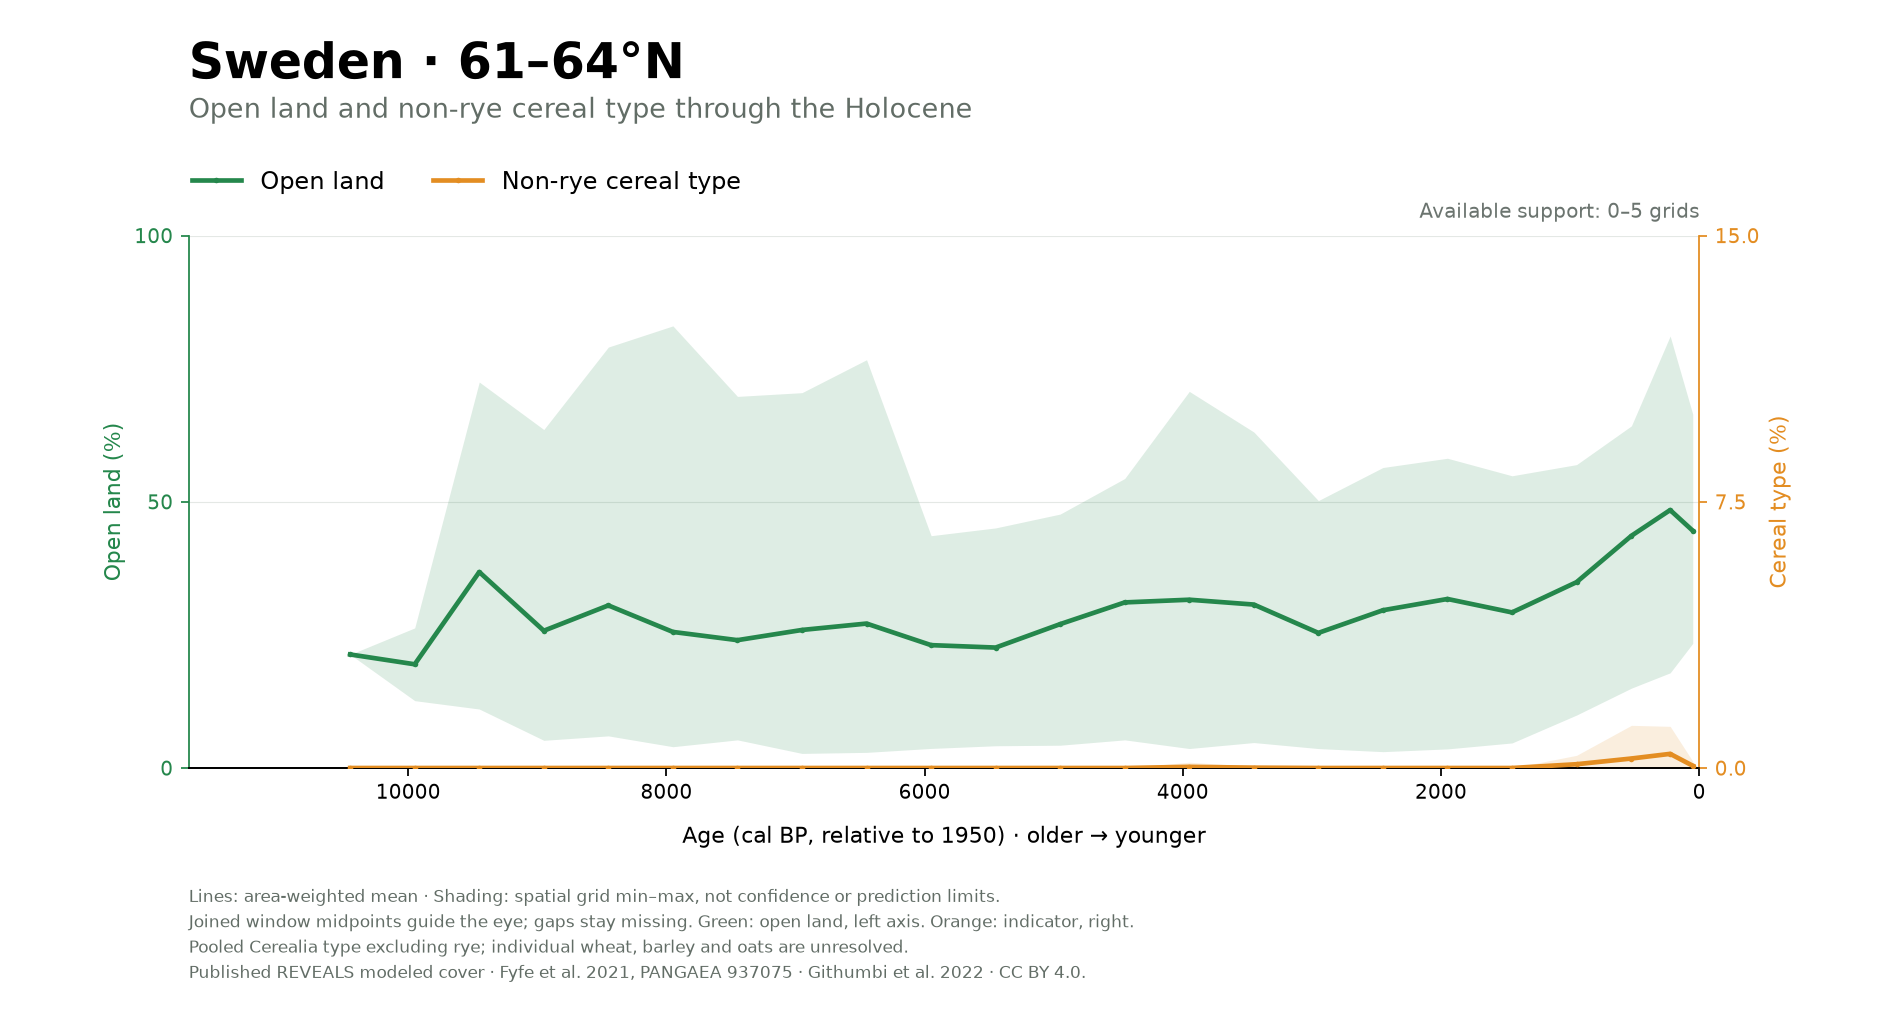 Sweden · 61–64°N
Open land and non-rye cereal type through the Holocene
Open land
Non-rye cereal type
Available support: 0–5 grids
100
50
0
Open land (%)
15.0
7.5
0.0
Cereal type (%)
10000
8000
6000
4000
2000
0
Age (cal BP, relative to 1950) · older → younger
Lines: area-weighted mean · Shading: spatial grid min–max, not confidence or prediction limits.
Joined window midpoints guide the eye; gaps stay missing. Green: open land, left axis. Orange: indicator, right.
Pooled Cerealia type excluding rye; individual wheat, barley and oats are unresolved.
Published REVEALS modeled cover · Fyfe et al. 2021, PANGAEA 937075 · Githumbi et al. 2022 · CC BY 4.0.